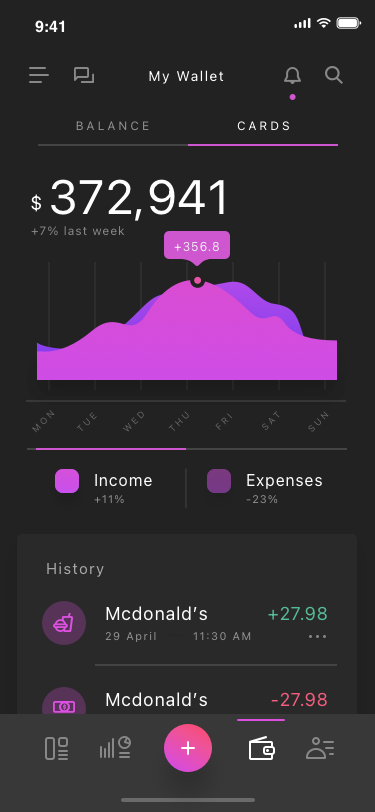 9:41
My Wallet
BALANCE CARDS
$ 372,941
+7% last week
+356.8
MON TUE WED THU FRI SAT SUN
Income Expenses
+11% -23%
History
Mcdonald’s +27.98
29 April 11:30 AM
Mcdonald’s -27.98